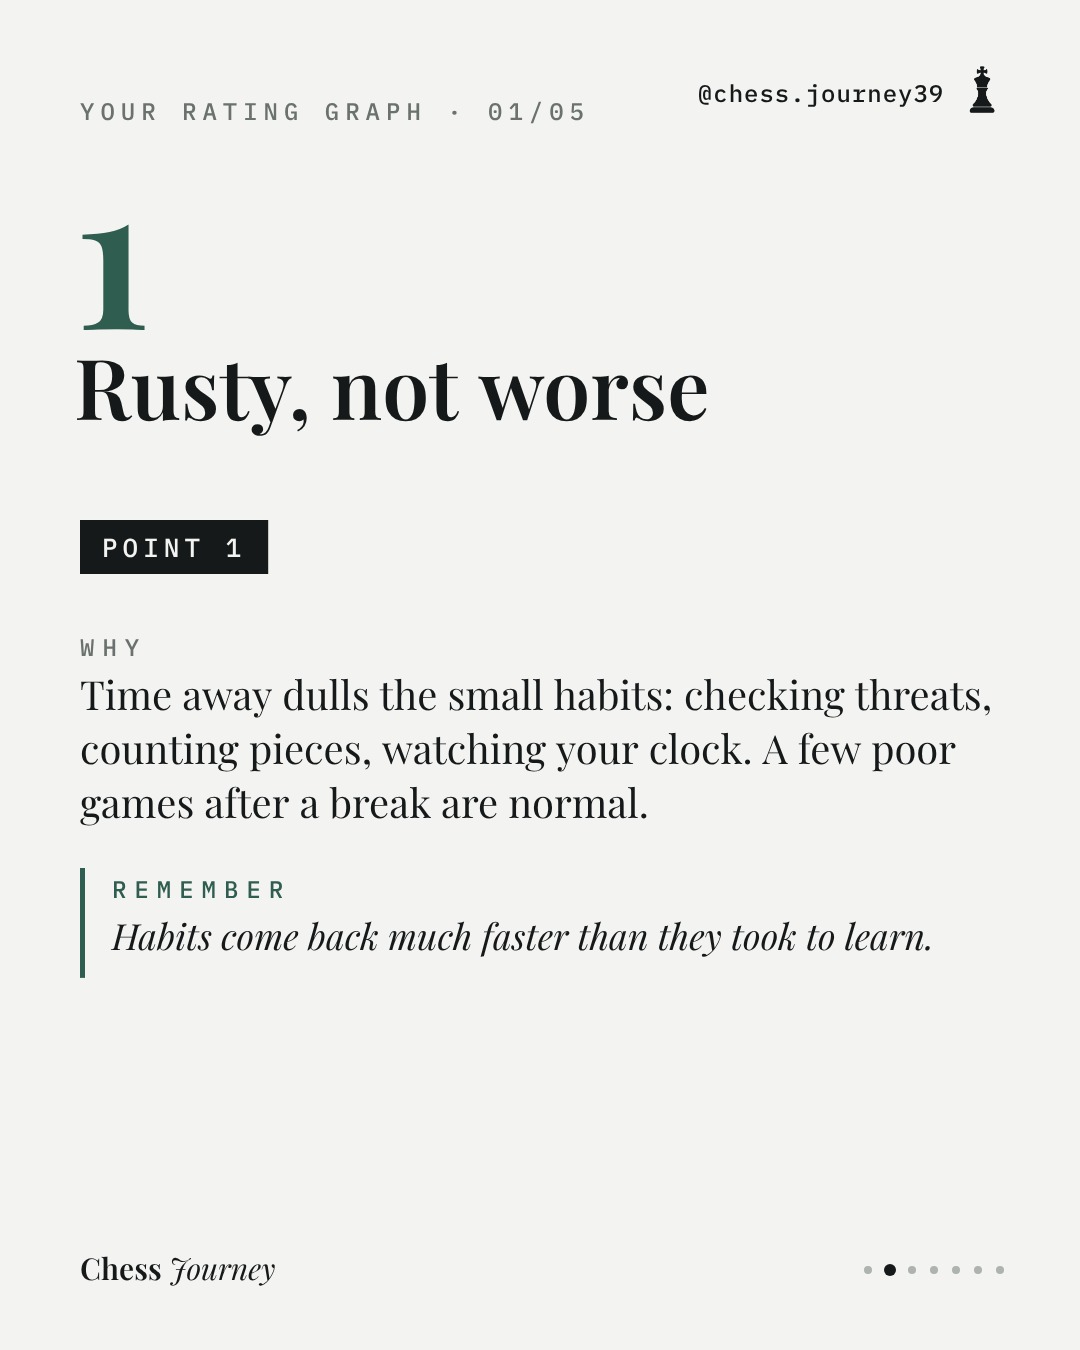 YOUR RATING GRAPH · 01/05
@chess.journey39
1
Rusty, not worse
POINT 1
WHY
Time away dulls the small habits: checking threats,
counting pieces, watching your clock. A few poor
games after a break are normal.
REMEMBER
Habits come back much faster than they took to learn.
Chess Journey